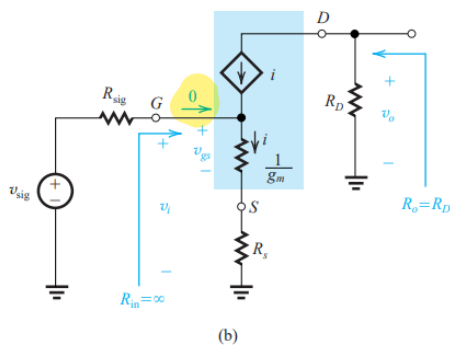 D
i
R_sig
G
0
R_D
+
v_o
−
+
v_gs
−
i
1/g_m
+
v_sig
+
v_i
−
S
R_s
R_o=R_D
R_in=∞
(b)